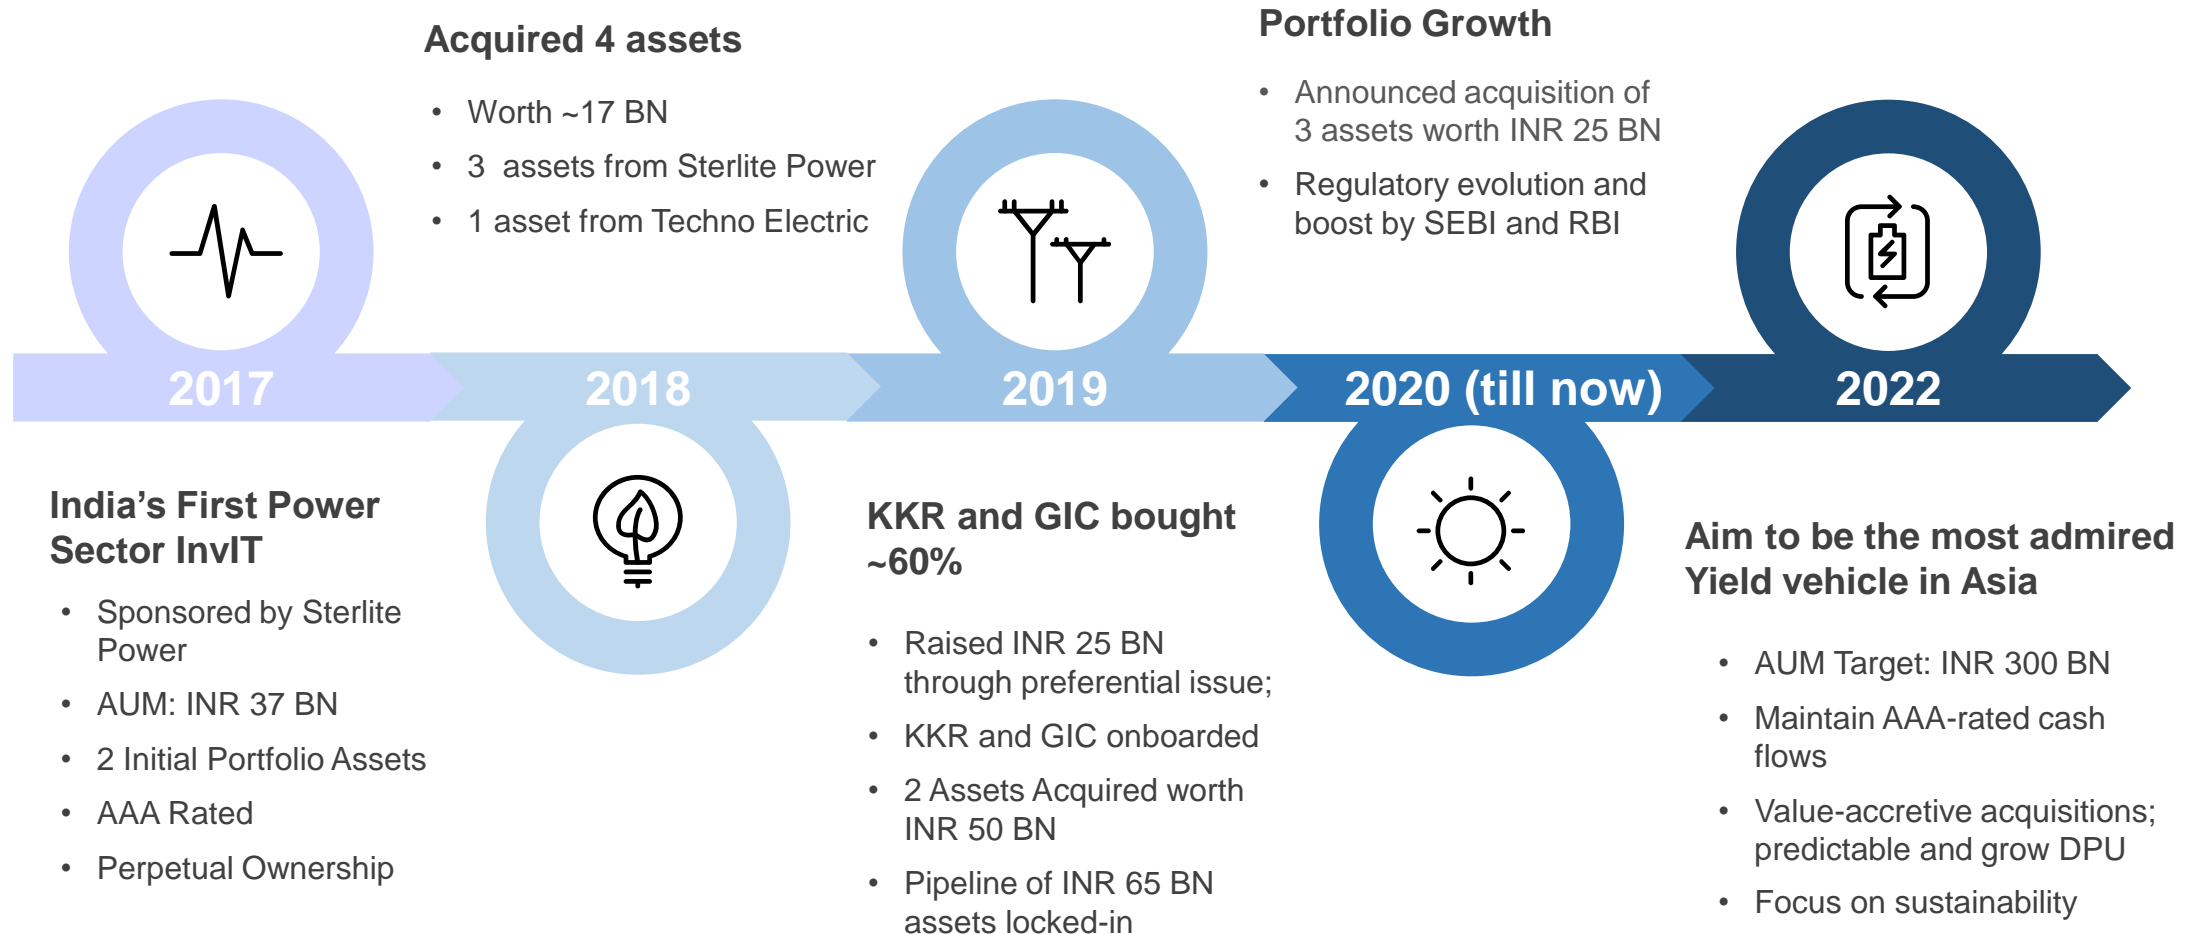 Acquired 4 assets
• Worth ~17 BN
• 3 assets from Sterlite Power
• 1 asset from Techno Electric
Portfolio Growth
• Announced acquisition of
3 assets worth INR 25 BN
• Regulatory evolution and
boost by SEBI and RBI
2017
2018
2019
2020 (till now)
2022
India’s First Power
Sector InvIT
• Sponsored by Sterlite
Power
• AUM: INR 37 BN
• 2 Initial Portfolio Assets
• AAA Rated
• Perpetual Ownership
KKR and GIC bought
~60%
• Raised INR 25 BN
through preferential issue;
• KKR and GIC onboarded
• 2 Assets Acquired worth
INR 50 BN
• Pipeline of INR 65 BN
assets locked-in
Aim to be the most admired
Yield vehicle in Asia
• AUM Target: INR 300 BN
• Maintain AAA-rated cash
flows
• Value-accretive acquisitions;
predictable and grow DPU
• Focus on sustainability